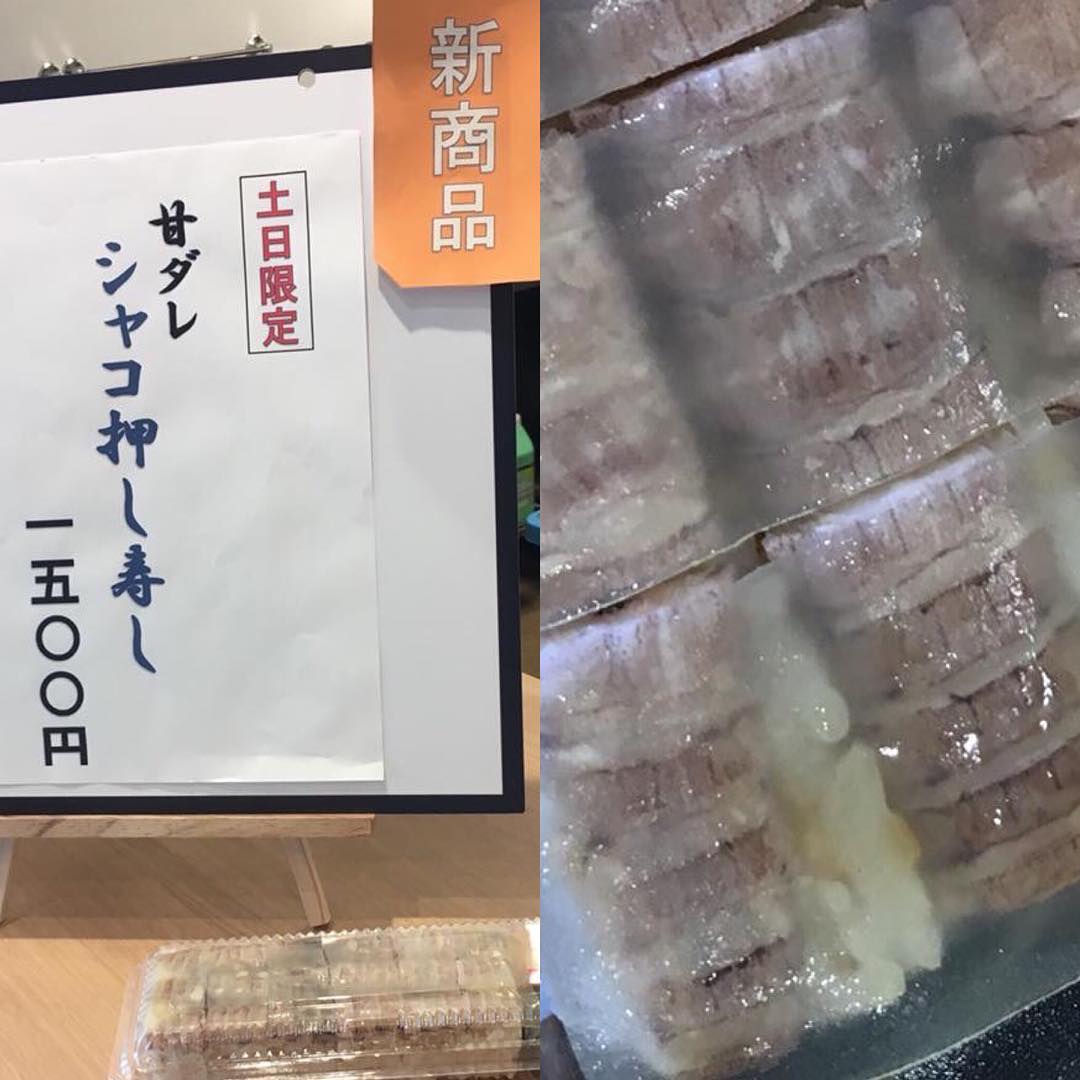 新商品
土日限定
甘ダレ
シャコ押し寿し
一五〇〇円